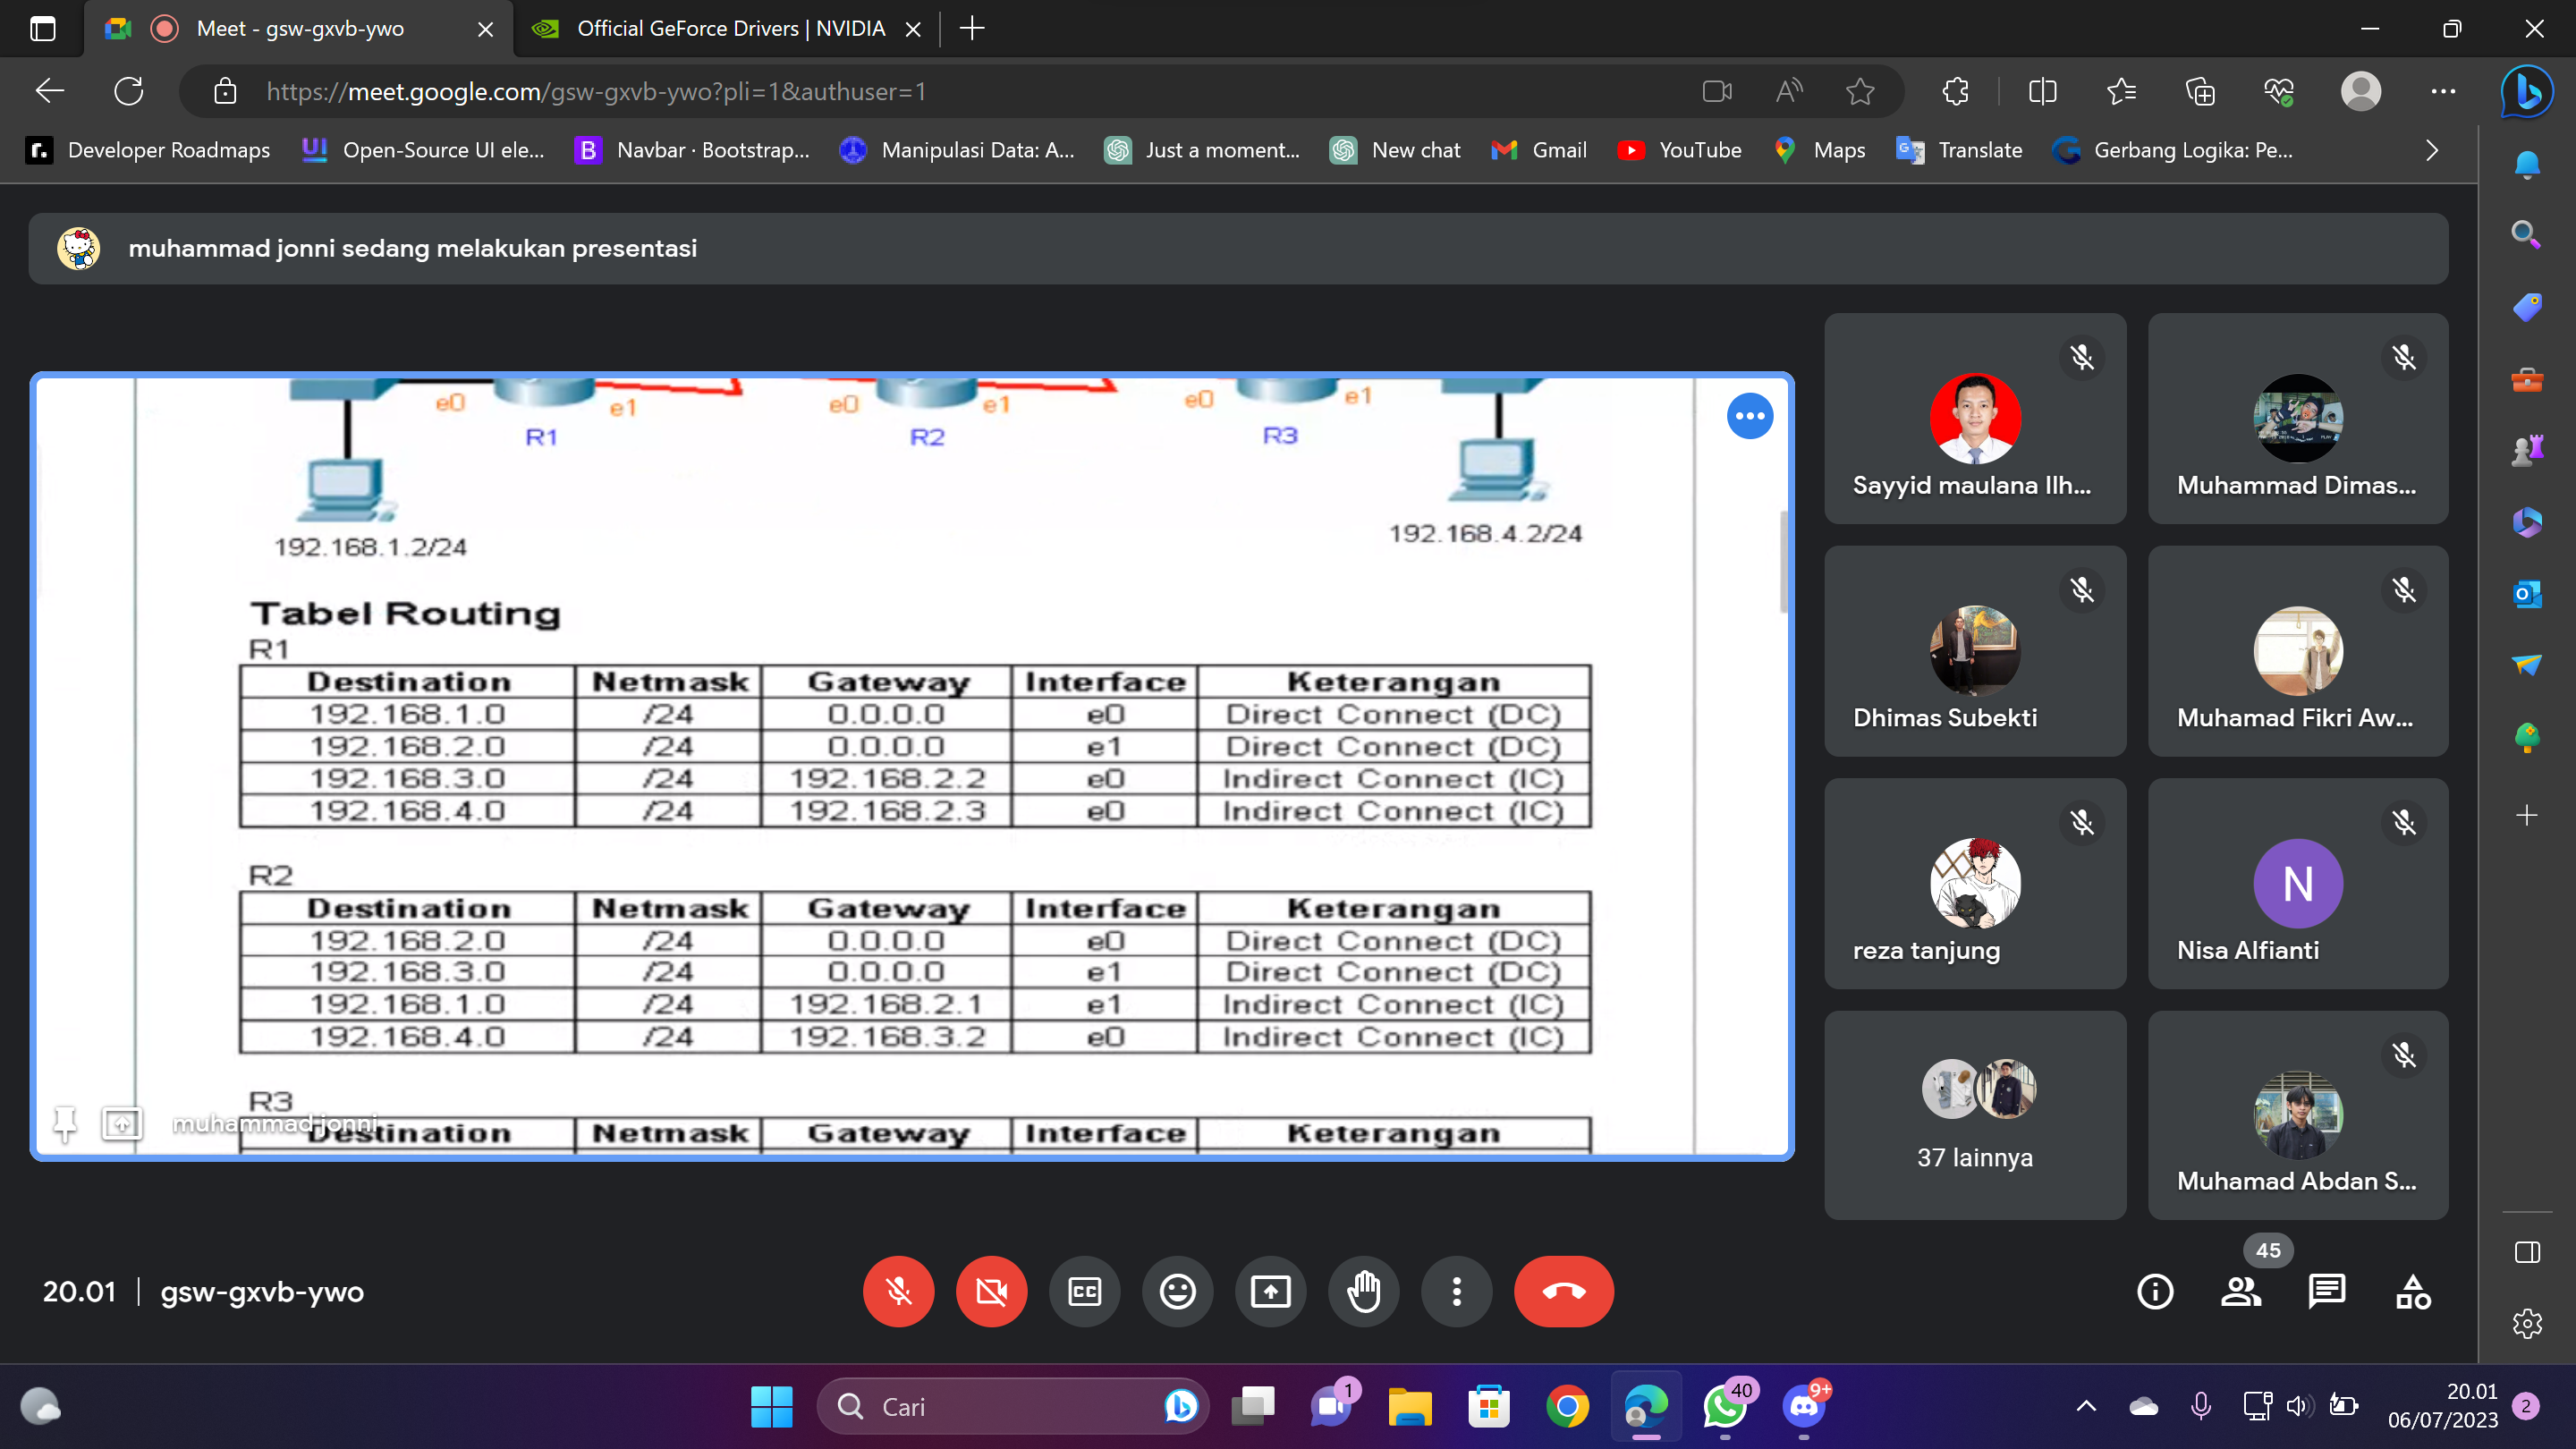 Meet - gsw-gxvb-ywo
Official GeForce Drivers | NVIDIA
https://meet.google.com/gsw-gxvb-ywo?pli=1&authuser=1
Developer Roadmaps
Open-Source UI ele...
Navbar · Bootstrap...
Manipulasi Data: A...
Just a moment...
New chat
Gmail
YouTube
Maps
Translate
Gerbang Logika: Pe...
muhammad jonni sedang melakukan presentasi
e0 e1 e0 e1 e0 e1
R1 R2 R3
192.168.1.2/24
192.168.4.2/24
Tabel Routing
R1
Destination Netmask Gateway Interface Keterangan
192.168.1.0 /24 0.0.0.0 e0 Direct Connect (DC)
192.168.2.0 /24 0.0.0.0 e1 Direct Connect (DC)
192.168.3.0 /24 192.168.2.2 e0 Indirect Connect (IC)
192.168.4.0 /24 192.168.2.3 e0 Indirect Connect (IC)
R2
Destination Netmask Gateway Interface Keterangan
192.168.2.0 /24 0.0.0.0 e0 Direct Connect (DC)
192.168.3.0 /24 0.0.0.0 e1 Direct Connect (DC)
192.168.1.0 /24 192.168.2.1 e1 Indirect Connect (IC)
192.168.4.0 /24 192.168.3.2 e0 Indirect Connect (IC)
R3
Destination Netmask Gateway Interface Keterangan
muhammad jonni
Sayyid maulana Ilh...
Muhammad Dimas...
Dhimas Subekti
Muhamad Fikri Aw...
reza tanjung
N
Nisa Alfianti
37 lainnya
Muhamad Abdan S...
20.01 | gsw-gxvb-ywo
CC
45
Cari
1
40
9+
20.01
06/07/2023
2